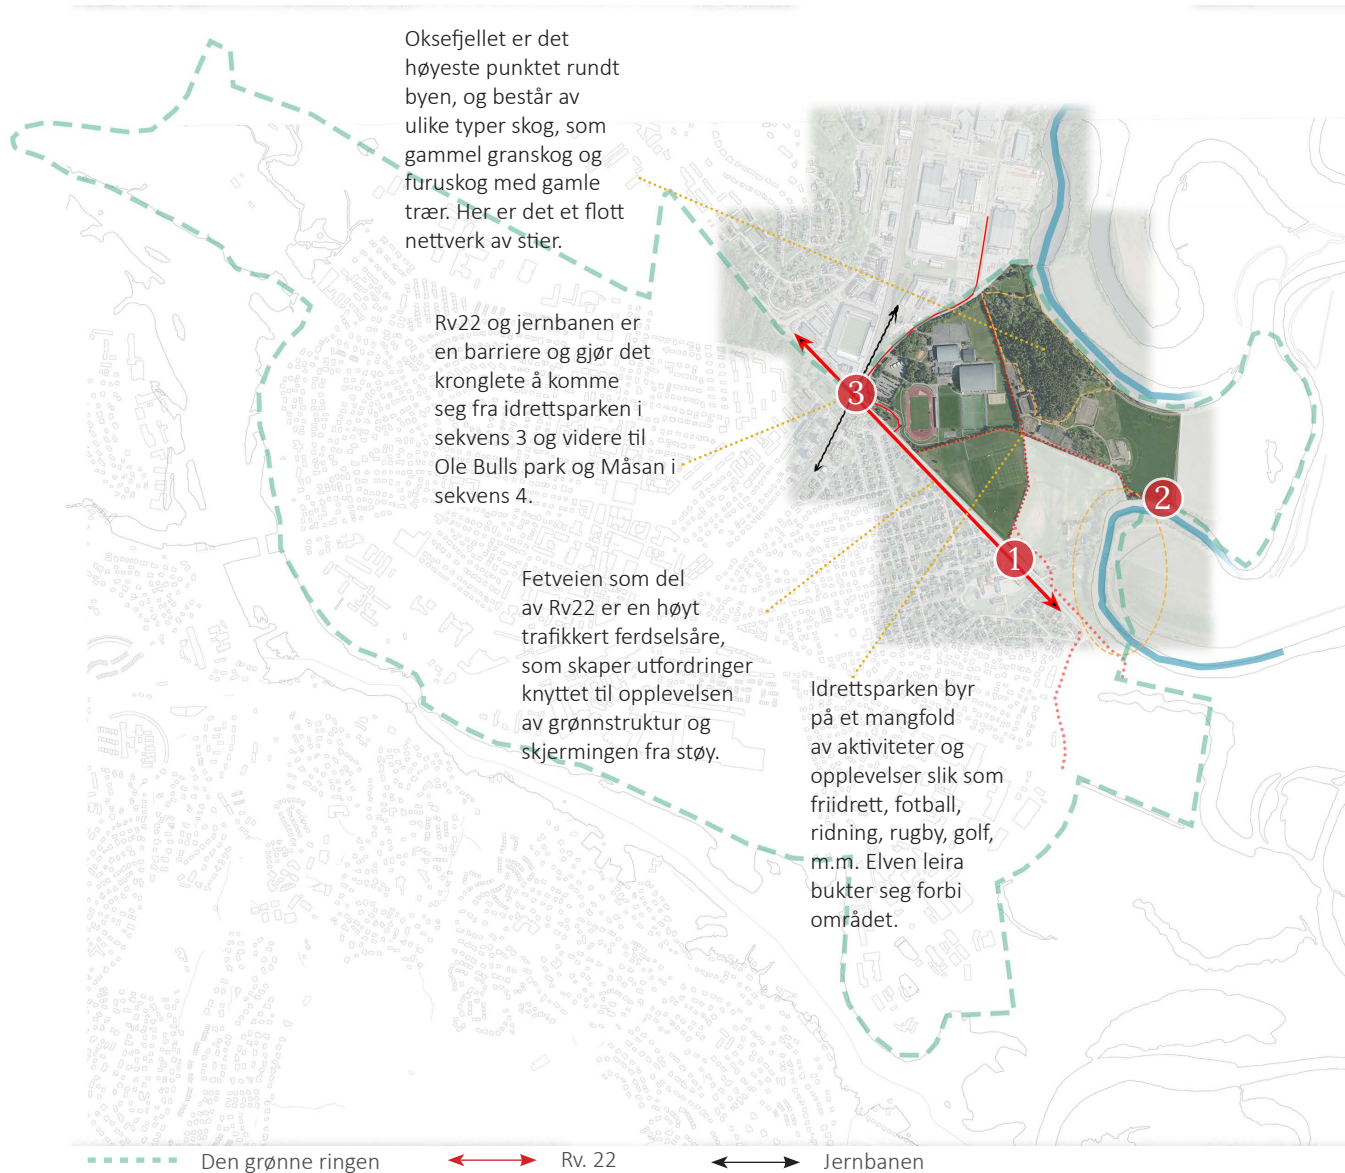 Oksefjellet er det
høyeste punktet rundt
byen, og består av
ulike typer skog, som
gammel granskog og
furuskog med gamle
trær. Her er det et flott
nettverk av stier.
Rv22 og jernbanen er
en barriere og gjør det
kronglete å komme
seg fra idrettsparken i
sekvens 3 og videre til
Ole Bulls park og Måsan i
sekvens 4.
3
2
1
Fetveien som del
av Rv22 er en høyt
trafikkert ferdselsåre,
som skaper utfordringer
knyttet til opplevelsen
av grønnstruktur og
skjermingen fra støy.
Idrettsparken byr
på et mangfold
av aktiviteter og
opplevelser slik som
friidrett, fotball,
ridning, rugby, golf,
m.m. Elven leira
bukter seg forbi
området.
Den grønne ringen
Rv. 22
Jernbanen